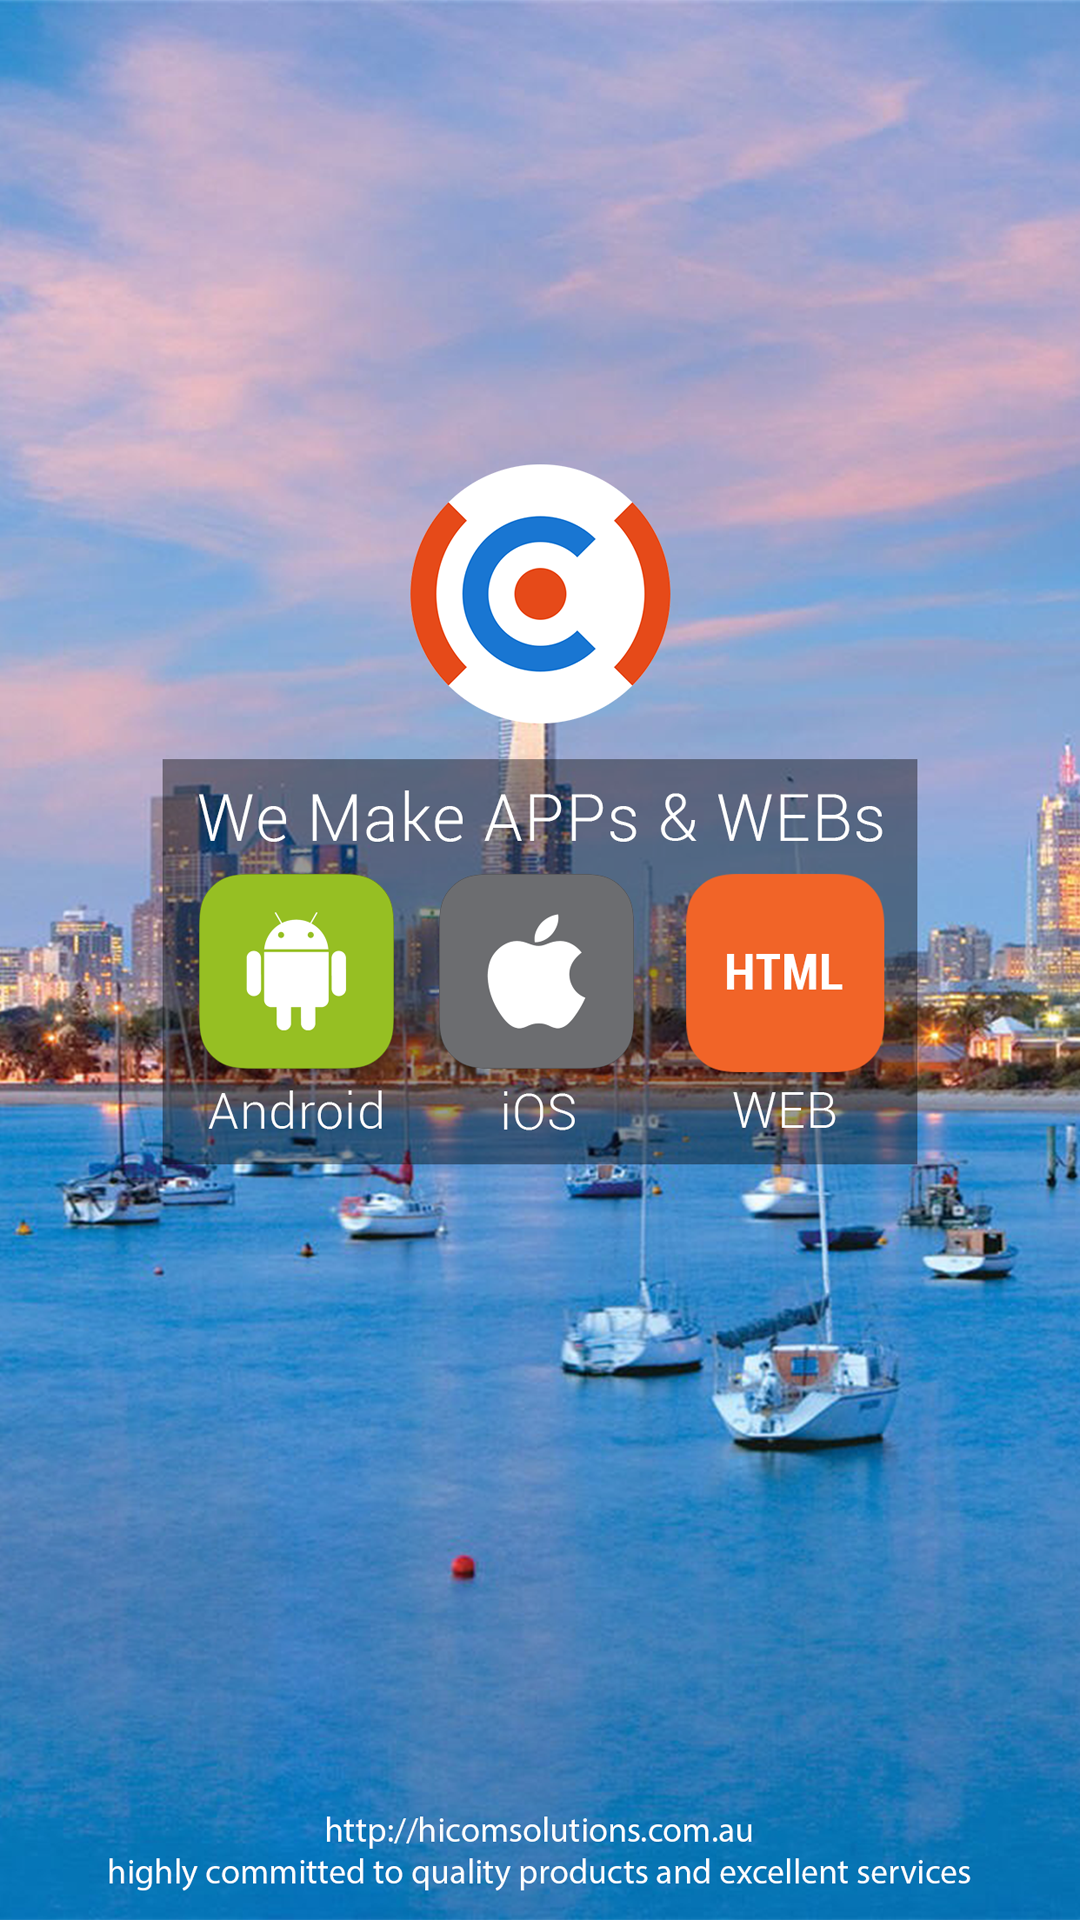 We Make APPs & WEBs
HTML
Android
iOS
WEB
http://hicomsolutions.com.au
highly committed to quality products and excellent services